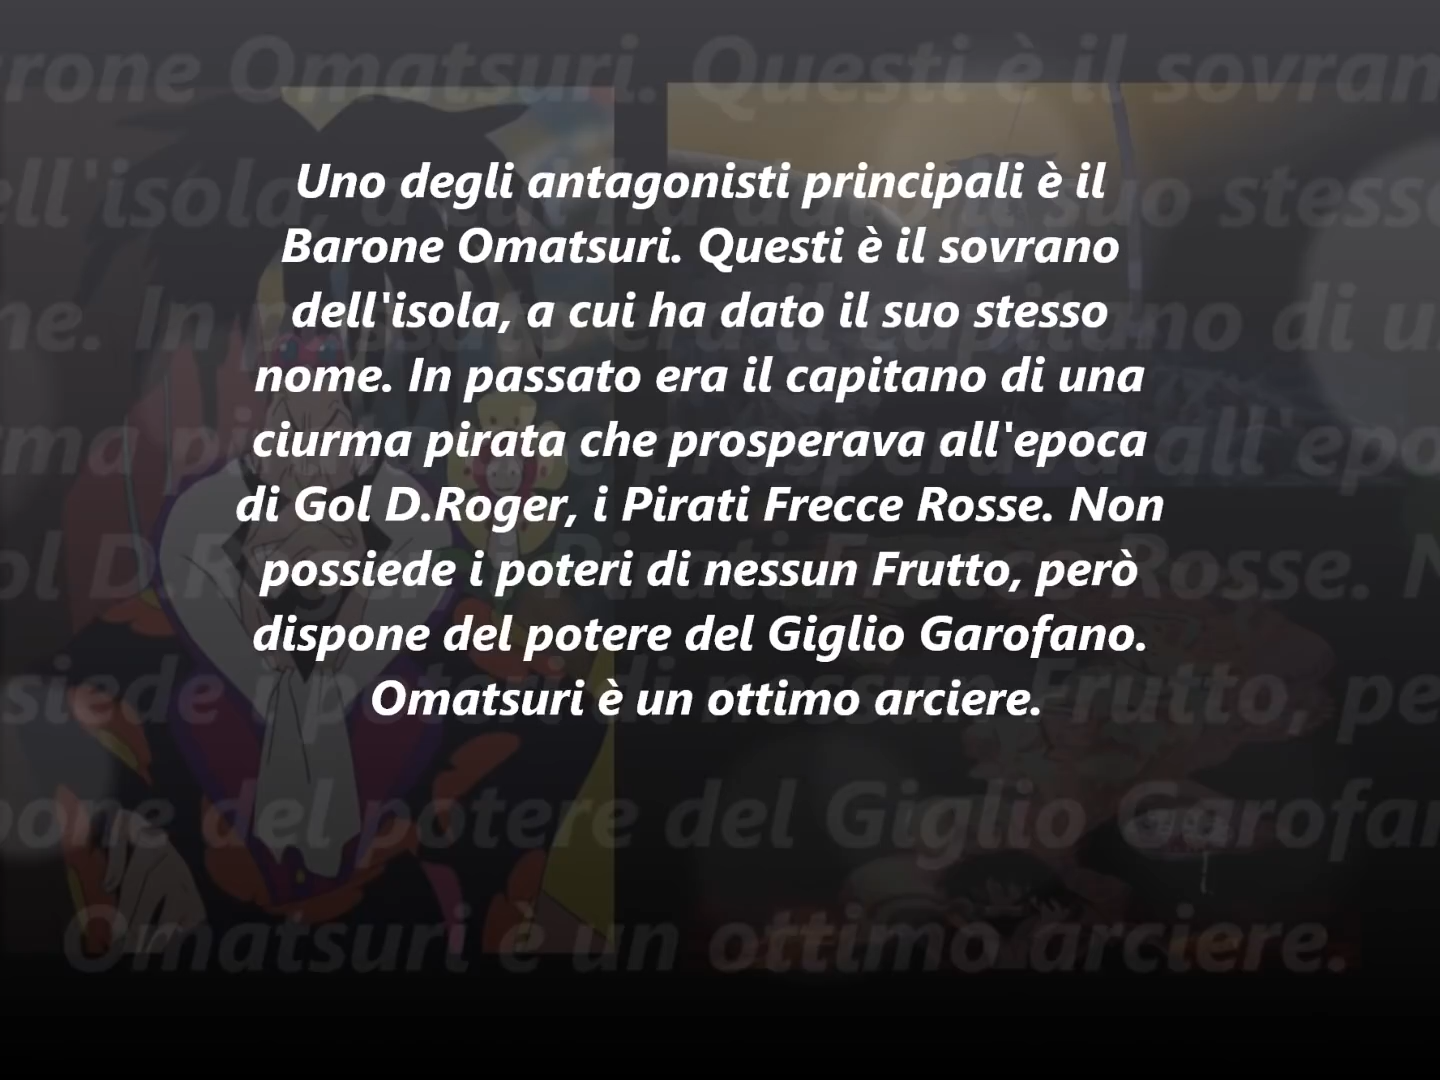 Uno degli antagonisti principali è il
Barone Omatsuri. Questi è il sovrano
dell'isola, a cui ha dato il suo stesso
nome. In passato era il capitano di una
ciurma pirata che prosperava all'epoca
di Gol D.Roger, i Pirati Frecce Rosse. Non
possiede i poteri di nessun Frutto, però
dispone del potere del Giglio Garofano.
Omatsuri è un ottimo arciere.